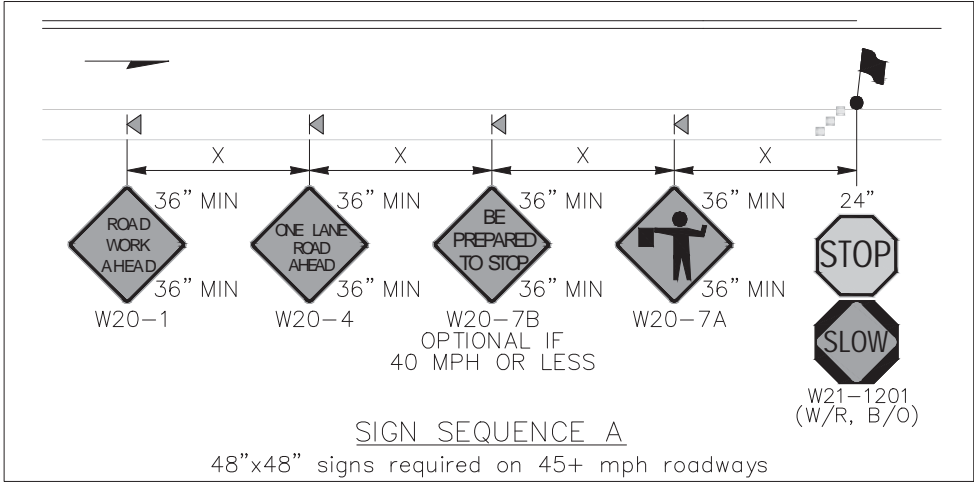 X
X
X
X
36” MIN
36” MIN
36” MIN
36” MIN
24”
ROAD
WORK
AHEAD
ONE LANE
ROAD
AHEAD
BE
PREPARED
TO STOP
STOP
36” MIN
36” MIN
36” MIN
36” MIN
W20-1
W20-4
W20-7B
OPTIONAL IF
40 MPH OR LESS
W20-7A
SLOW
W21-1201
(W/R, B/O)
SIGN SEQUENCE A
48”x48” signs required on 45+ mph roadways